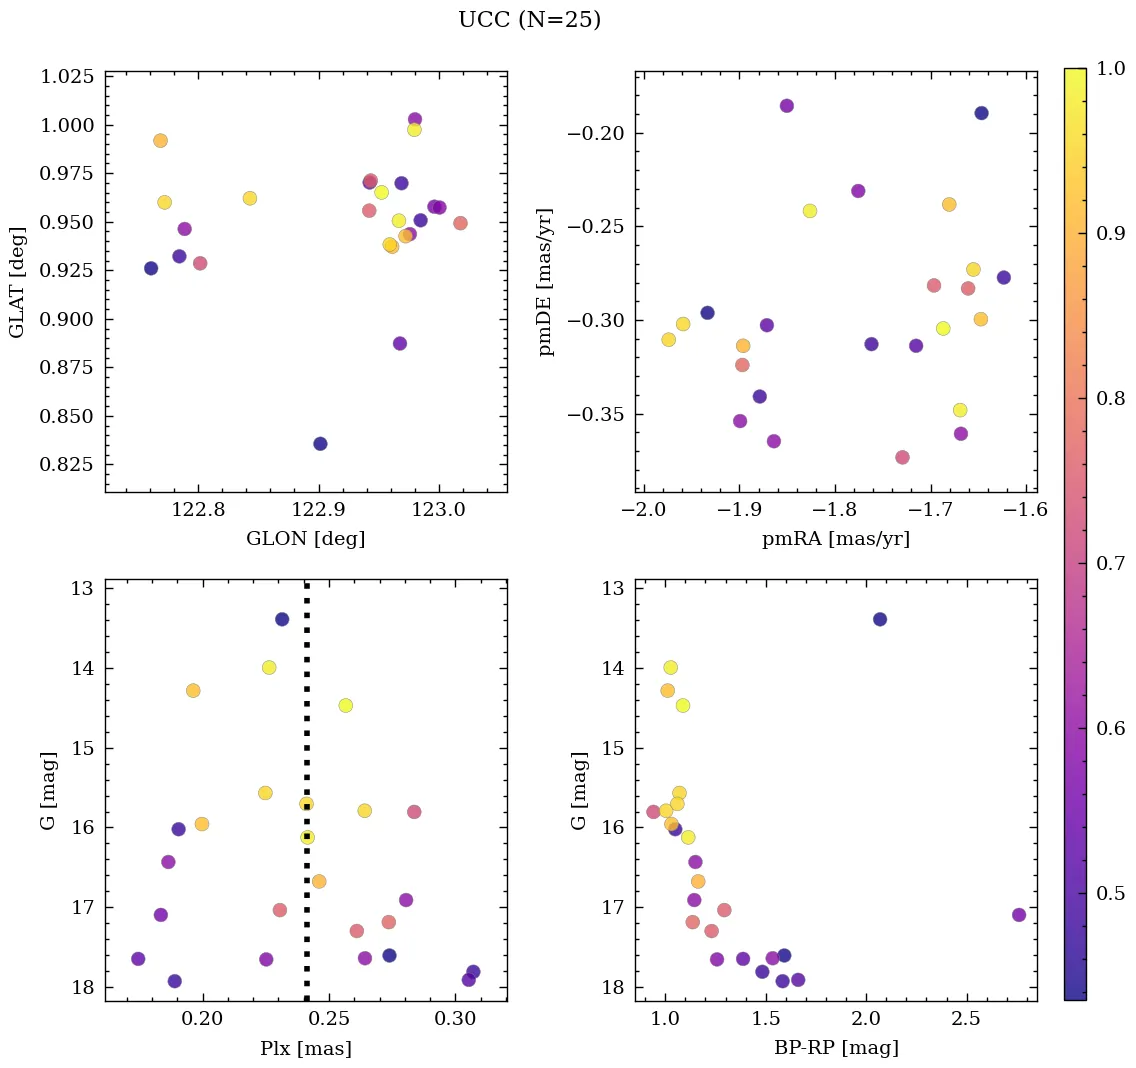 UCC (N=25)
1.025
1.000
0.975
0.950
0.925
0.900
0.875
0.850
0.825
GLAT [deg]
122.8 122.9 123.0
GLON [deg]
−0.20
−0.25
−0.30
−0.35
pmDE [mas/yr]
−2.0 −1.9 −1.8 −1.7 −1.6
pmRA [mas/yr]
13
14
15
16
17
18
G [mag]
0.20 0.25 0.30
Plx [mas]
13
14
15
16
17
18
G [mag]
1.0 1.5 2.0 2.5
BP-RP [mag]
1.0
0.9
0.8
0.7
0.6
0.5